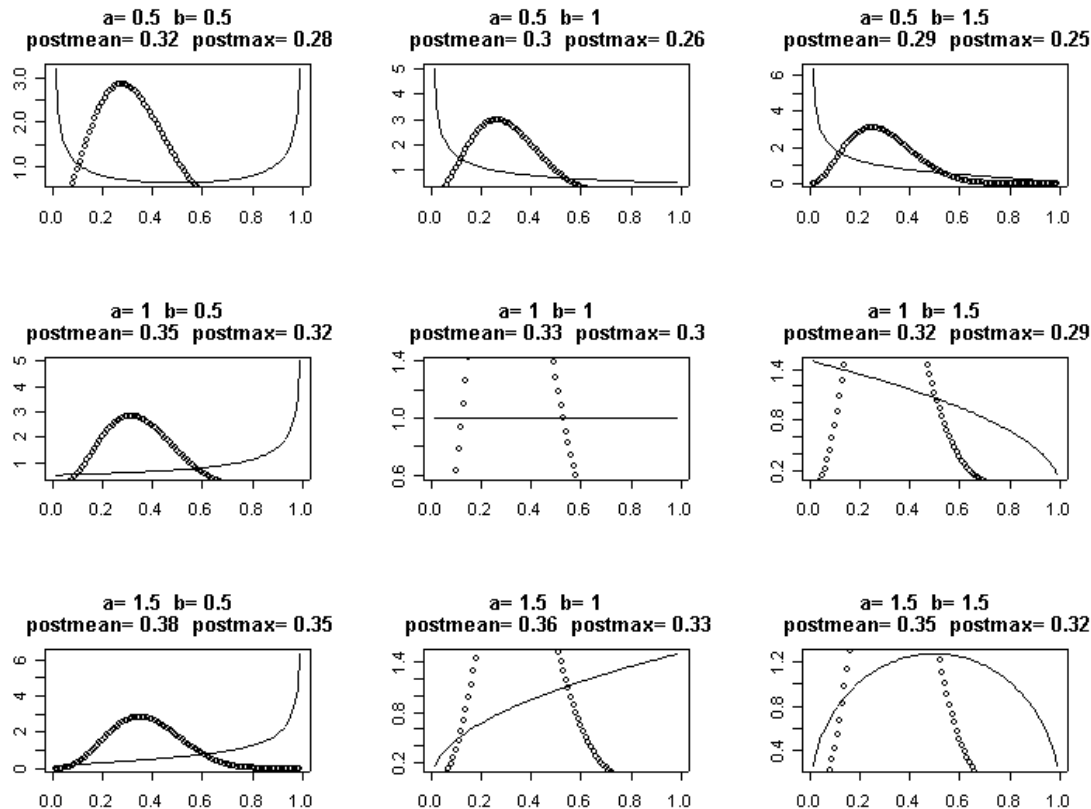 a= 0.5 b= 0.5
postmean= 0.32 postmax= 0.28
a= 0.5 b= 1
postmean= 0.3 postmax= 0.26
a= 0.5 b= 1.5
postmean= 0.29 postmax= 0.25
1.0 2.0 3.0
0.0 0.2 0.4 0.6 0.8 1.0
1 2 3 4 5
0.0 0.2 0.4 0.6 0.8 1.0
0 2 4 6
0.0 0.2 0.4 0.6 0.8 1.0
a= 1 b= 0.5
postmean= 0.35 postmax= 0.32
a= 1 b= 1
postmean= 0.33 postmax= 0.3
a= 1 b= 1.5
postmean= 0.32 postmax= 0.29
1 2 3 4 5
0.0 0.2 0.4 0.6 0.8 1.0
0.6 1.0 1.4
0.0 0.2 0.4 0.6 0.8 1.0
0.2 0.8 1.4
0.0 0.2 0.4 0.6 0.8 1.0
a= 1.5 b= 0.5
postmean= 0.38 postmax= 0.35
a= 1.5 b= 1
postmean= 0.36 postmax= 0.33
a= 1.5 b= 1.5
postmean= 0.35 postmax= 0.32
0 2 4 6
0.0 0.2 0.4 0.6 0.8 1.0
0.2 0.8 1.4
0.0 0.2 0.4 0.6 0.8 1.0
0.4 0.8 1.2
0.0 0.2 0.4 0.6 0.8 1.0